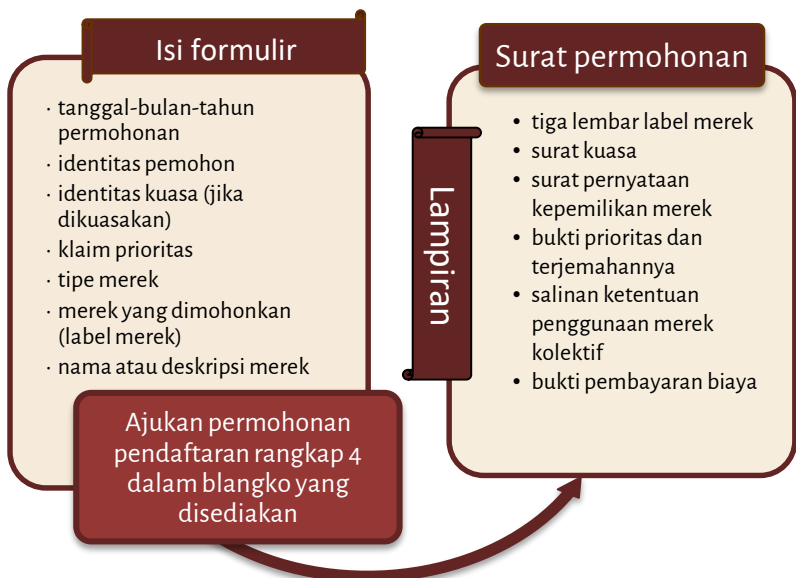 Isi formulir
· tanggal-bulan-tahun
permohonan
· identitas pemohon
· identitas kuasa (jika
dikuasakan)
· klaim prioritas
· tipe merek
· merek yang dimohonkan
(label merek)
· nama atau deskripsi merek
Ajukan permohonan
pendaftaran rangkap 4
dalam blangko yang
disediakan
Lampiran
Surat permohonan
• tiga lembar label merek
• surat kuasa
• surat pernyataan
kepemilikan merek
• bukti prioritas dan
terjemahannya
• salinan ketentuan
penggunaan merek
kolektif
• bukti pembayaran biaya